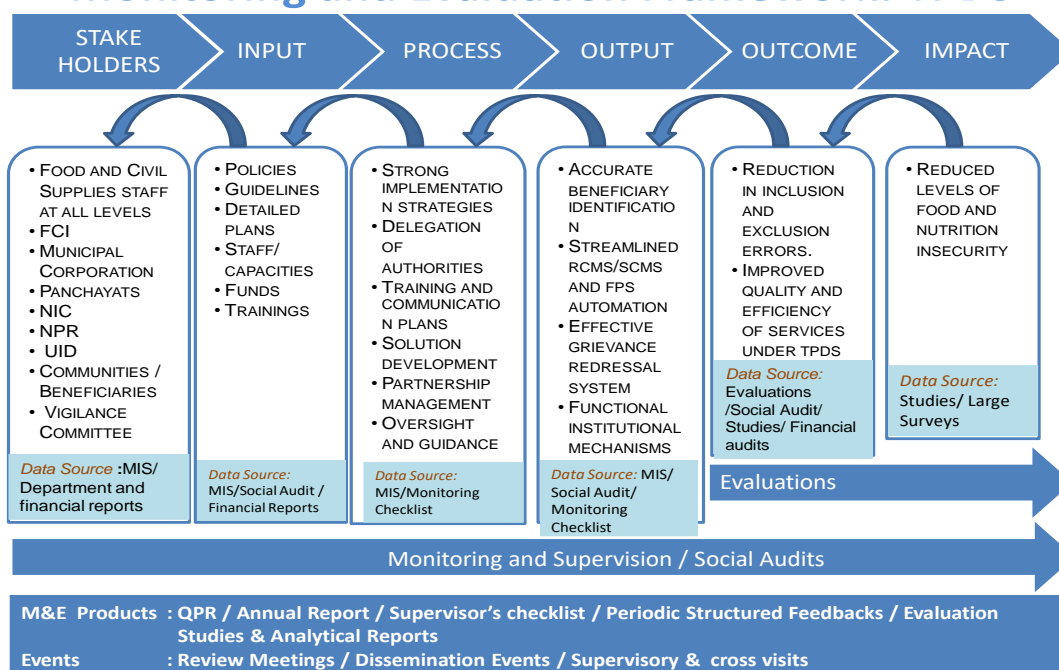 Monitoring and Evaluation Framework:
STAKE
HOLDERS
INPUT
PROCESS
OUTPUT
OUTCOME
IMPACT
• FOOD AND CIVIL
SUPPLIES STAFF
AT ALL LEVELS
• FCI
• MUNICIPAL
CORPORATION
• PANCHAYATS
• NIC
• NPR
• UID
• COMMUNITIES /
BENEFICIARIES
• VIGILANCE
COMMITTEE
Data Source :MIS/
Department and
financial reports
• POLICIES
• GUIDELINES
• DETAILED
PLANS
• STAFF/
CAPACITIES
• FUNDS
• TRAININGS
Data Source:
MIS/Social Audit /
Financial Reports
• STRONG
IMPLEMENTATIO
N STRATEGIES
• DELEGATION
OF
AUTHORITIES
• TRAINING AND
COMMUNICATIO
N PLANS
• SOLUTION
DEVELOPMENT
• PARTNERSHIP
MANAGEMENT
• OVERSIGHT
AND GUIDANCE
Data Source:
MIS/Monitoring
Checklist
• ACCURATE
BENEFICIARY
IDENTIFICATIO
N
• STREAMLINED
RCMS/SCMS
AND FPS
AUTOMATION
• EFFECTIVE
GRIEVANCE
REDRESSAL
SYSTEM
• FUNCTIONAL
INSTITUTIONAL
MECHANISMS
Data Source: MIS/
Social Audit/
Monitoring
Checklist
• REDUCTION
IN INCLUSION
AND
EXCLUSION
ERRORS.
• IMPROVED
QUALITY AND
EFFICIENCY
OF SERVICES
UNDER TPDS
Data Source:
Evaluations
/Social Audit/
Studies/ Financial
audits
• REDUCED
LEVELS OF
FOOD AND
NUTRITION
INSECURITY
Data Source:
Studies/ Large
Surveys
Evaluations
Monitoring and Supervision / Social Audits
M&E Products : QPR / Annual Report / Supervisor's checklist / Periodic Structured Feedbacks / Evaluation
Studies & Analytical Reports
Events : Review Meetings / Dissemination Events / Supervisory & cross visits